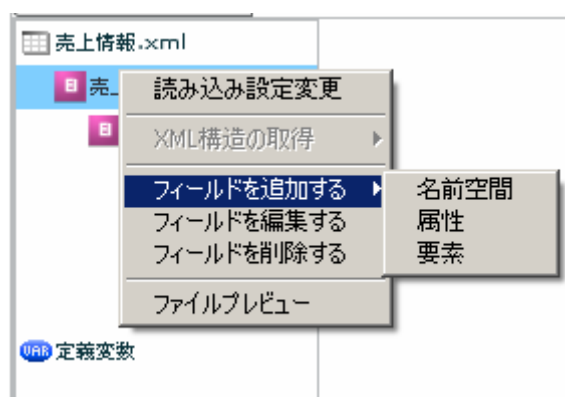 売上情報.xml
売
読み込み設定変更
XML構造の取得
フィールドを追加する
名前空間
フィールドを編集する
属性
フィールドを削除する
要素
ファイルプレビュー
VAR 定義変数